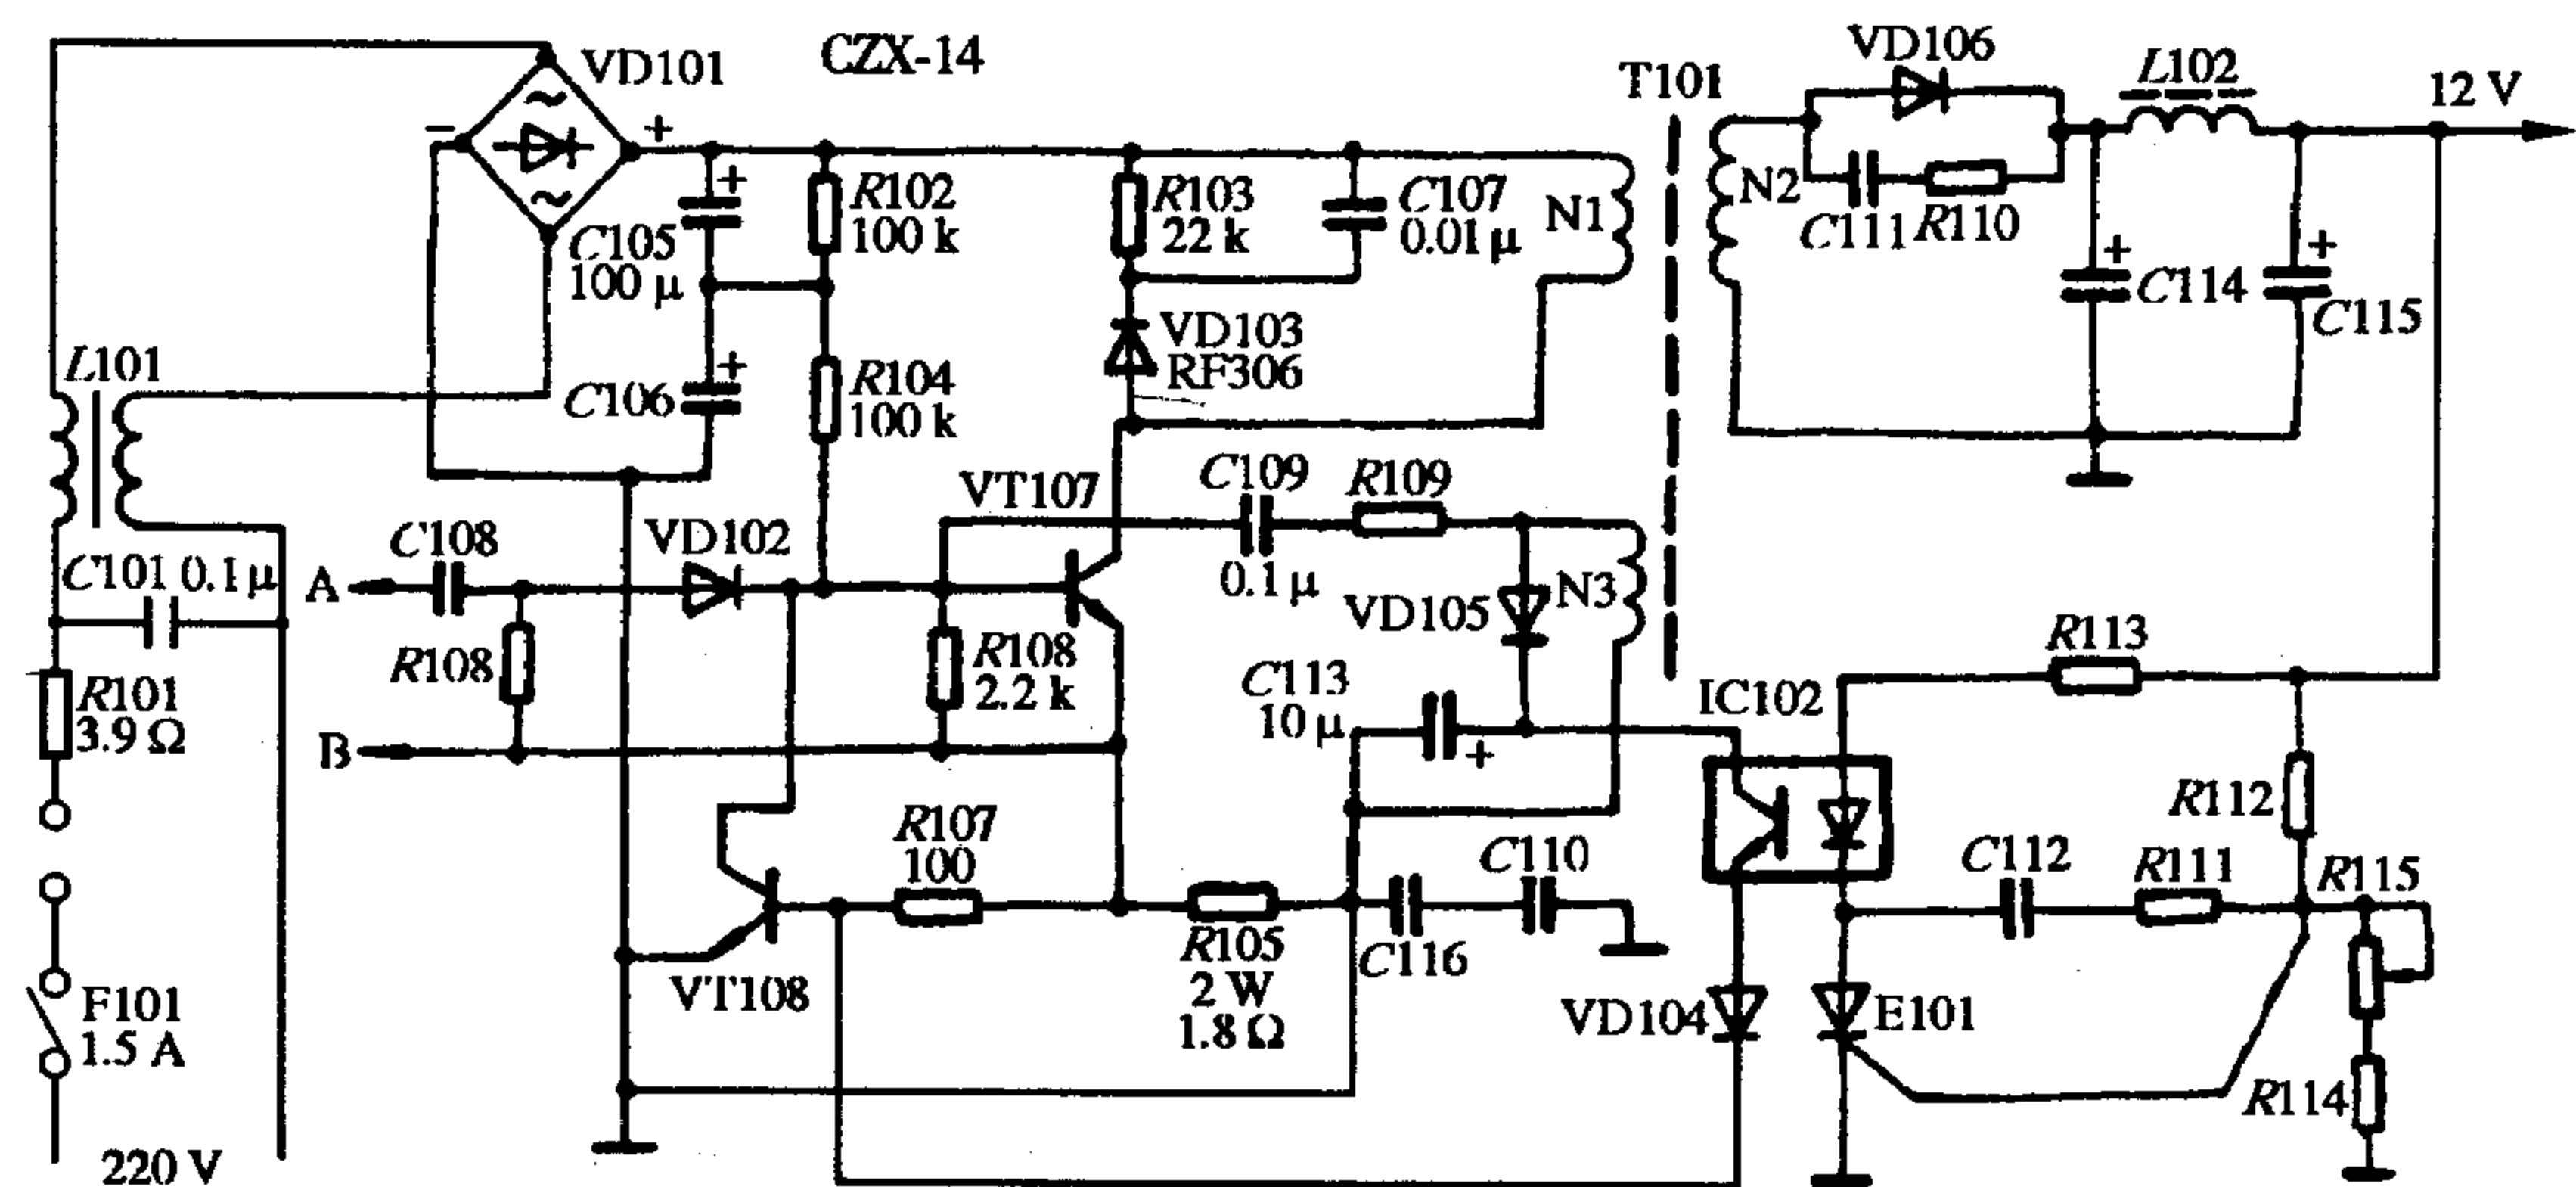 CZX-14
VD101
~
−
+
~
C105
100 μ
+
R102
100 k
R103
22 k
C107
0.01 μ
N1
T101
N2
VD106
C111
R110
L102
12 V
+
C114
+
C115
L101
C106
+
R104
100 k
VD103
RF306
C101 0.1 μ
A
C108
VD102
VT107
C109
0.1 μ
R109
VD105
N3
R108
R108
2.2 k
B
C113
10 μ
+
IC102
R113
R101
3.9 Ω
R107
100
VT108
R105
2 W
1.8 Ω
C116
C110
C112
R111
R112
R115
VD104
E101
R114
F101
1.5 A
220 V